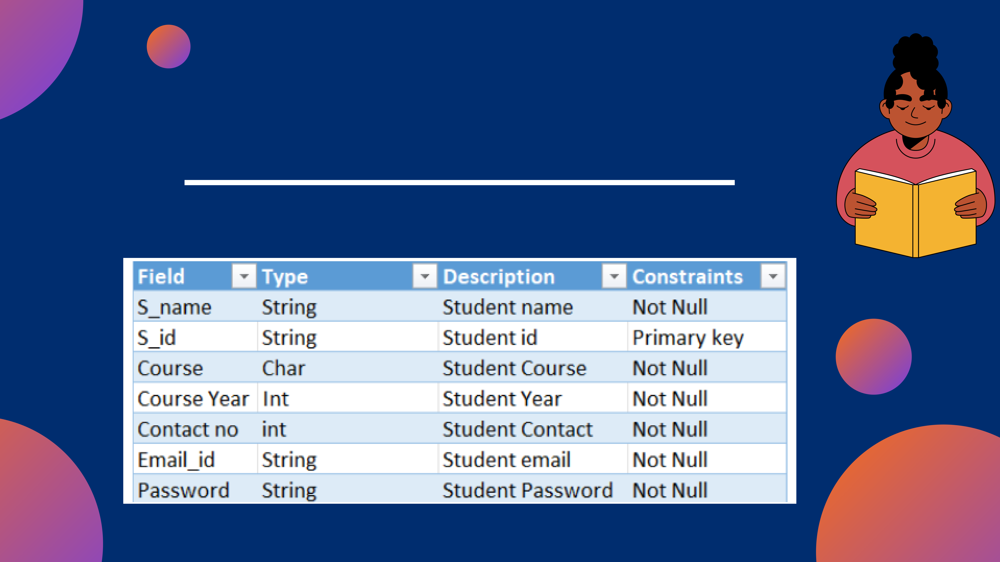 Field Type Description Constraints
S_name String Student name Not Null
S_id String Student id Primary key
Course Char Student Course Not Null
Course Year Int Student Year Not Null
Contact no int Student Contact Not Null
Email_id String Student email Not Null
Password String Student Password Not Null